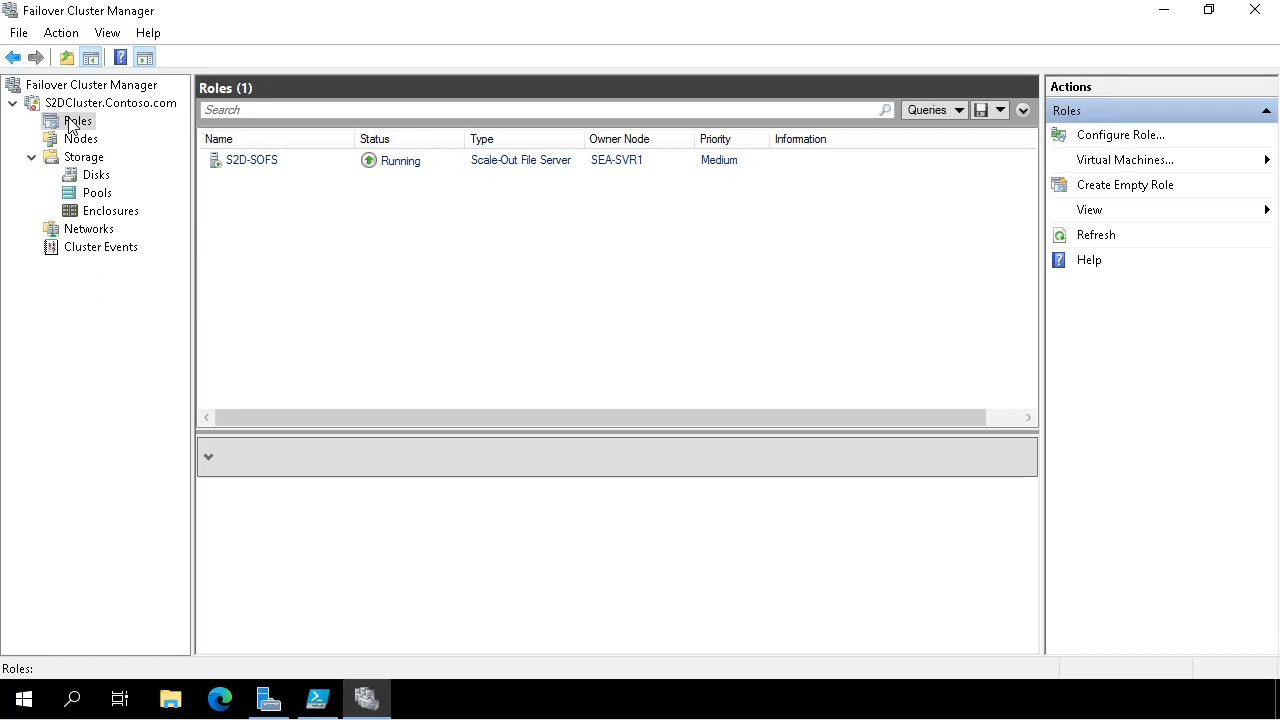 Failover Cluster Manager
File Action View Help
Failover Cluster Manager
S2DCluster.Contoso.com
Roles
Nodes
Storage
Disks
Pools
Enclosures
Networks
Cluster Events
Roles (1)
Search
Queries
Name Status Type Owner Node Priority Information
S2D-SOFS Running Scale-Out File Server SEA-SVR1 Medium
Actions
Roles
Configure Role...
Virtual Machines...
Create Empty Role
View
Refresh
Help
Roles: